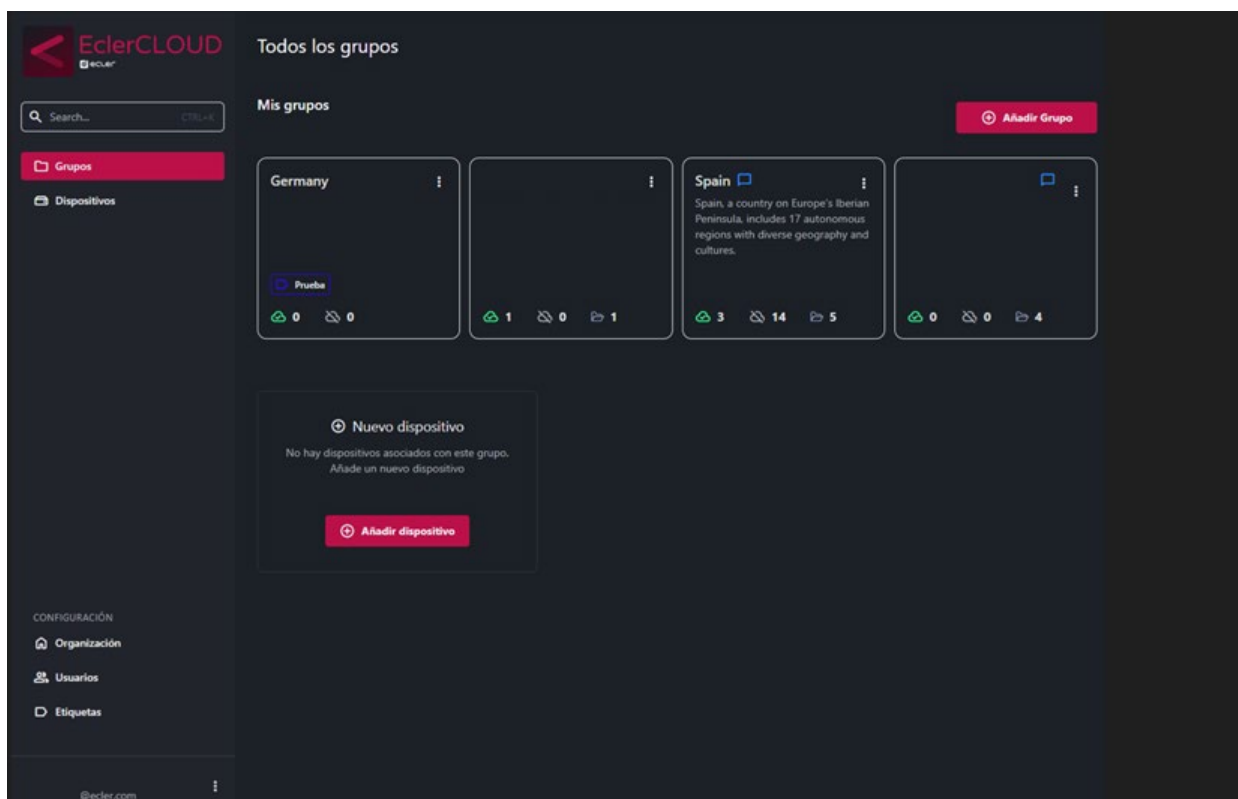 EclerCLOUD
ecler
Search...
CTRL+K
Grupos
Dispositivos
CONFIGURACIÓN
Organización
Usuarios
Etiquetas
@ecler.com
Todos los grupos
Mis grupos
Añadir Grupo
Germany
Prueba
0 0
1 0 1
Spain
Spain, a country on Europe's Iberian
Peninsula, includes 17 autonomous
regions with diverse geography and
cultures.
3 14 5
0 0 4
Nuevo dispositivo
No hay dispositivos asociados con este grupo.
Añade un nuevo dispositivo
Añadir dispositivo